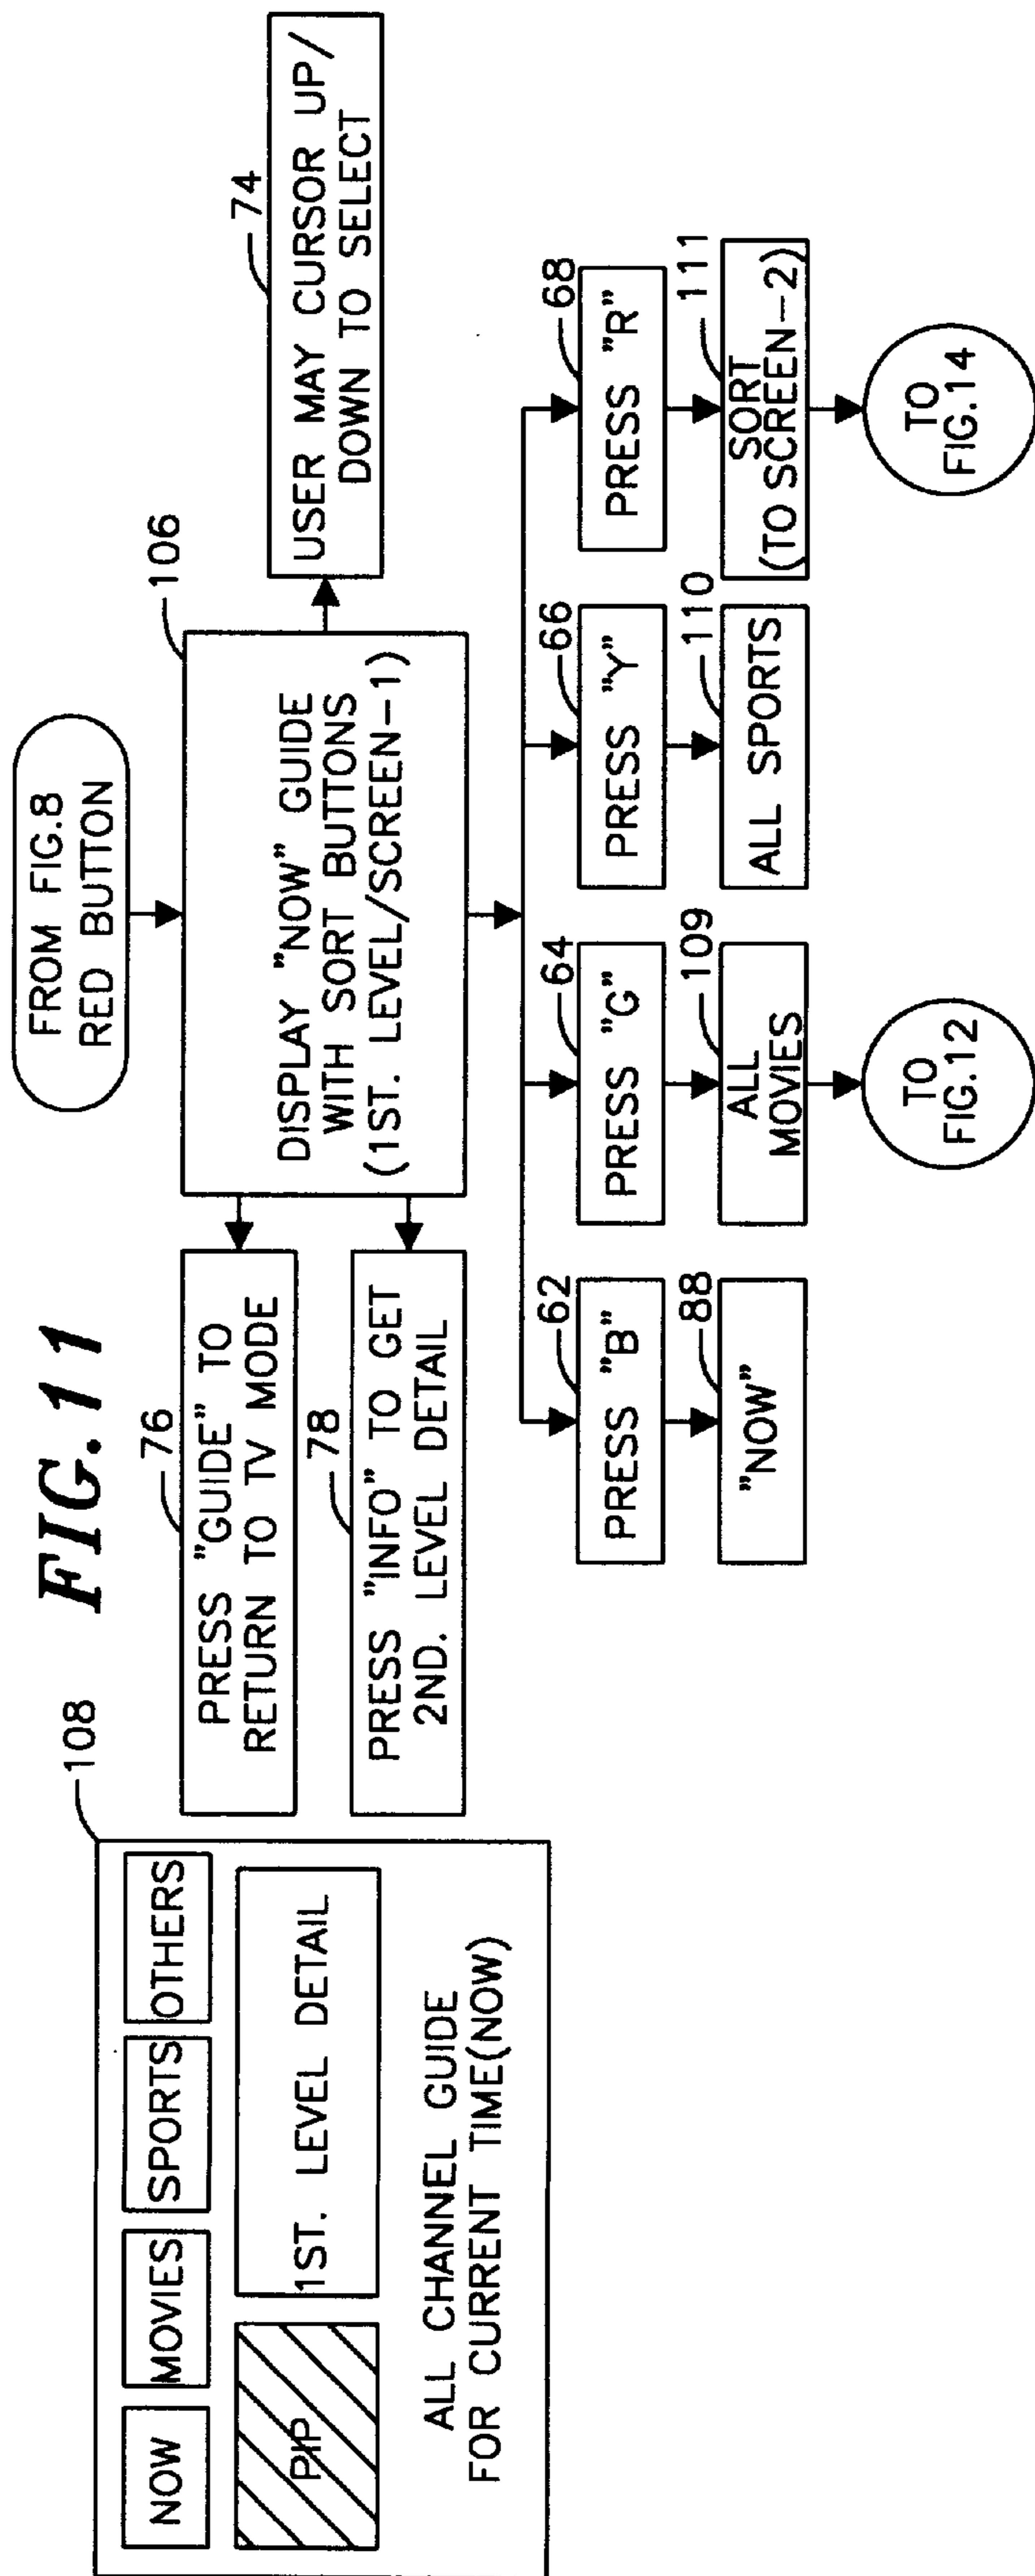 FIG. 11
108
NOW
MOVIES
SPORTS
OTHERS
PIP
1ST. LEVEL DETAIL
ALL CHANNEL GUIDE
FOR CURRENT TIME(NOW)
FROM FIG.8
RED BUTTON
106
DISPLAY "NOW" GUIDE
WITH SORT BUTTONS
(1ST. LEVEL/SCREEN-1)
76
PRESS "GUIDE" TO
RETURN TO TV MODE
78
PRESS "INFO" TO GET
2ND. LEVEL DETAIL
74
USER MAY CURSOR UP/
DOWN TO SELECT
62
PRESS "B"
88
"NOW"
64
PRESS "G"
109
ALL
MOVIES
TO
FIG.12
66
PRESS "Y"
110
ALL SPORTS
68
PRESS "R"
111
SORT
(TO SCREEN-2)
TO
FIG.14